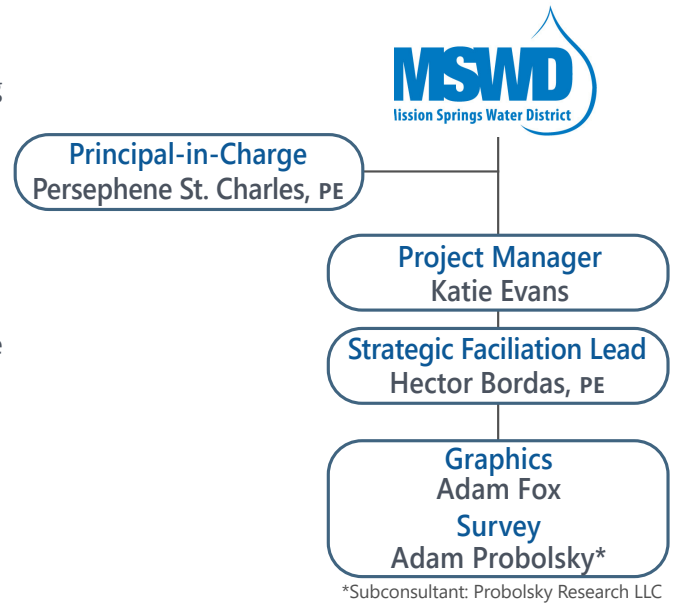 g
MSWD
lission Springs Water District
Principal-in-Charge
Persephene St. Charles, PE
Project Manager
Katie Evans
e
Strategic Faciliation Lead
Hector Bordas, PE
Graphics
Adam Fox
Survey
Adam Probolsky*
*Subconsultant: Probolsky Research LLC